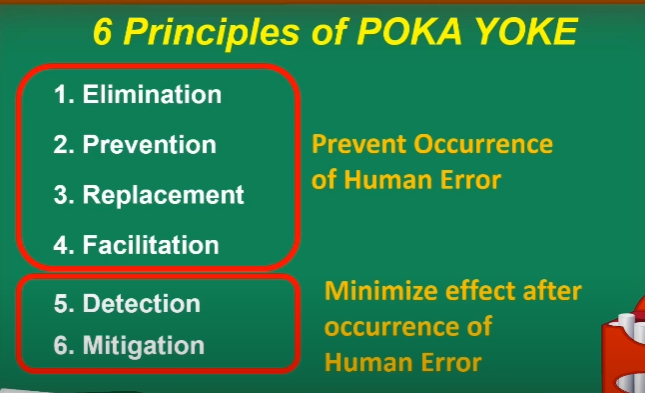 6 Principles of POKA YOKE
1. Elimination
2. Prevention
3. Replacement
4. Facilitation
Prevent Occurrence
of Human Error
5. Detection
6. Mitigation
Minimize effect after
occurrence of
Human Error